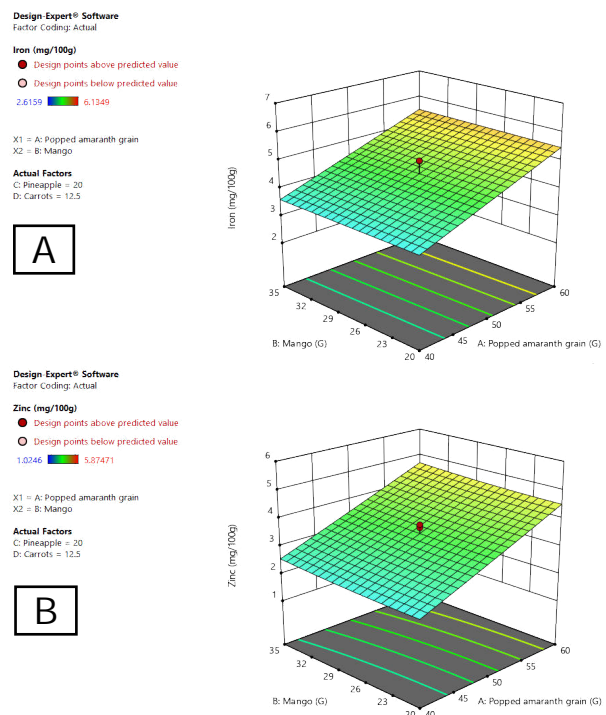 Design-Expert® Software
Factor Coding: Actual
Iron (mg/100g)
Design points above predicted value
Design points below predicted value
2.6159 6.1349
X1 = A: Popped amaranth grain
X2 = B: Mango
Actual Factors
C: Pineapple = 20
D: Carrots = 12.5
A
7
6
5
4
3
2
Iron (mg/100g)
35
32
29
26
23
20
40
45
50
55
60
B: Mango (G)
A: Popped amaranth grain (G)
Design-Expert® Software
Factor Coding: Actual
Zinc (mg/100g)
Design points above predicted value
Design points below predicted value
1.0246 5.87471
X1 = A: Popped amaranth grain
X2 = B: Mango
Actual Factors
C: Pineapple = 20
D: Carrots = 12.5
B
6
5
4
3
2
1
Zinc (mg/100g)
35
32
29
26
23
20
40
45
50
55
60
B: Mango (G)
A: Popped amaranth grain (G)